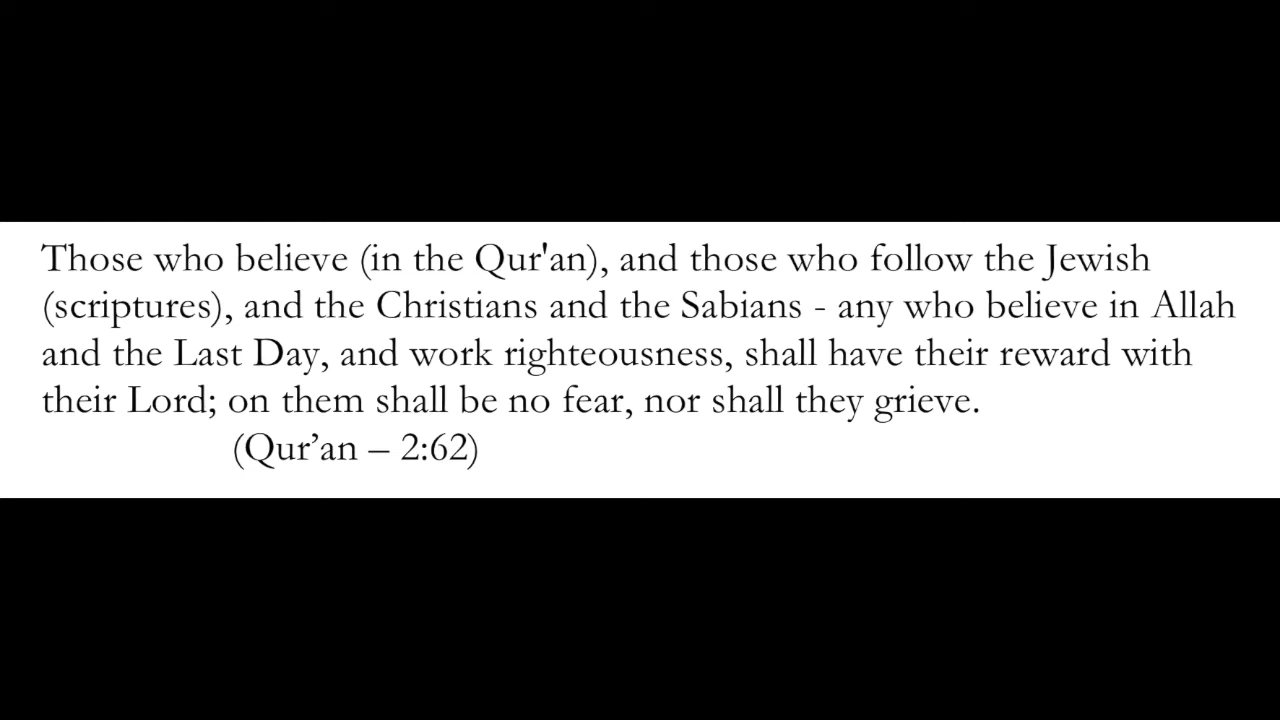 Those who believe (in the Qur'an), and those who follow the Jewish
(scriptures), and the Christians and the Sabians - any who believe in Allah
and the Last Day, and work righteousness, shall have their reward with
their Lord; on them shall be no fear, nor shall they grieve.
(Qur’an – 2:62)